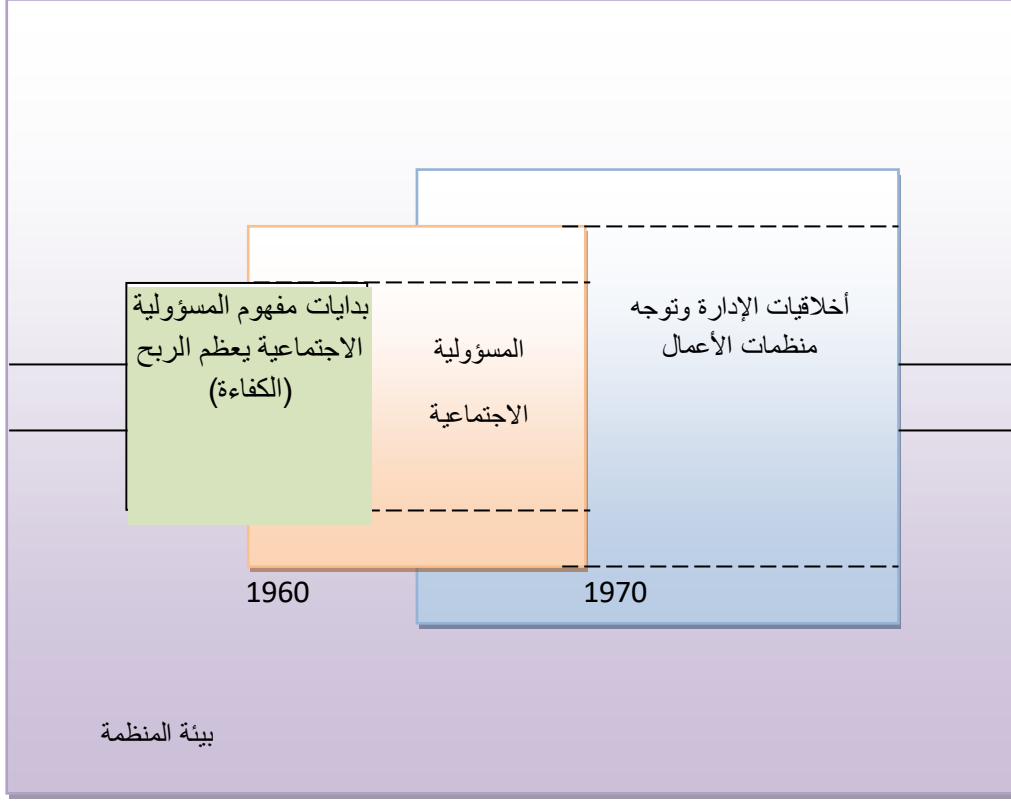 أخلاقيات الإدارة وتوجه
منظمات الأعمال
المسؤولية
الاجتماعية
بدايات مفهوم المسؤولية
الاجتماعية يعظم الربح
(الكفاءة)
1960
1970
بيئة المنظمة